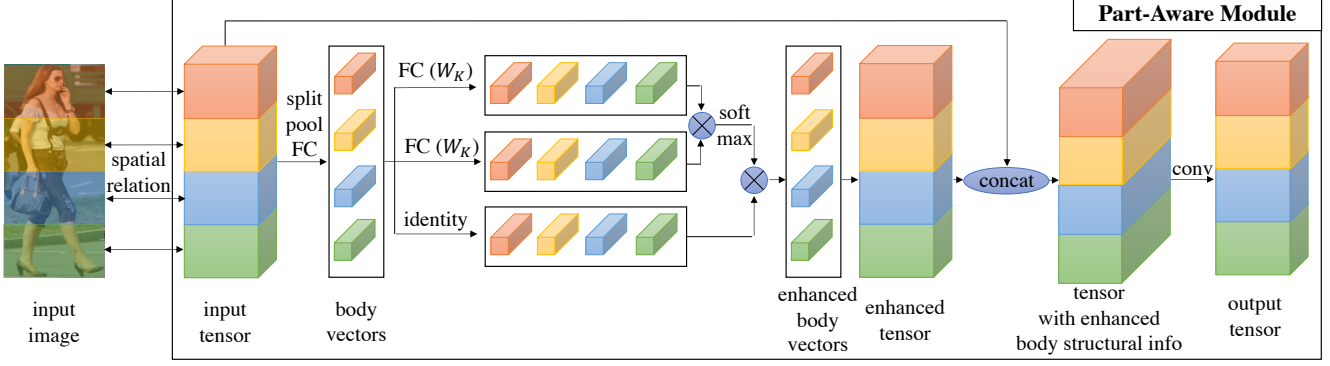 Part-Aware Module
spatial
relation
split
pool
FC
FC (W_K)
FC (W_K)
identity
soft
max
concat
conv
input
image
input
tensor
body
vectors
enhanced
body
vectors
enhanced
tensor
tensor
with enhanced
body structural info
output
tensor